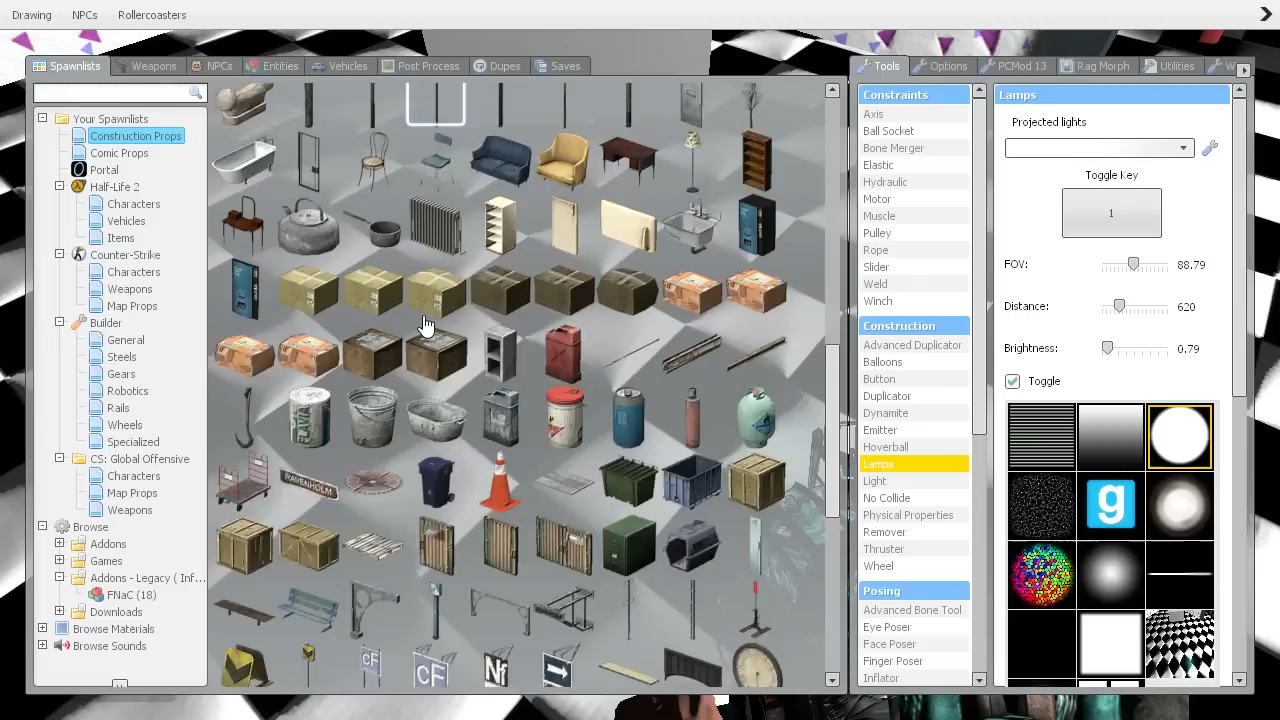 Drawing NPCs Rollercoasters
Spawnlists Weapons NPCs Entities Vehicles Post Process Dupes Saves
Your Spawnlists
Construction Props
Comic Props
Portal
Half-Life 2
Characters
Vehicles
Items
Counter-Strike
Characters
Weapons
Map Props
Builder
General
Steels
Gears
Robotics
Rails
Wheels
Specialized
CS: Global Offensive
Characters
Map Props
Weapons
Browse
Addons
Games
Addons - Legacy ( Inf...
FNaC (18)
Downloads
Browse Materials
Browse Sounds
RAVENHOLM
CF
CF
Nf
Tools Options PCMod 13 Rag Morph Utilities W
Constraints
Axis
Ball Socket
Bone Merger
Elastic
Hydraulic
Motor
Muscle
Pulley
Rope
Slider
Weld
Winch
Construction
Advanced Duplicator
Balloons
Button
Duplicator
Dynamite
Emitter
Hoverball
Lamps
Light
No Collide
Physical Properties
Remover
Thruster
Wheel
Posing
Advanced Bone Tool
Eye Poser
Face Poser
Finger Poser
Inflator
Lamps
Projected lights
Toggle Key
1
FOV: 88.79
Distance: 620
Brightness: 0.79
Toggle
g